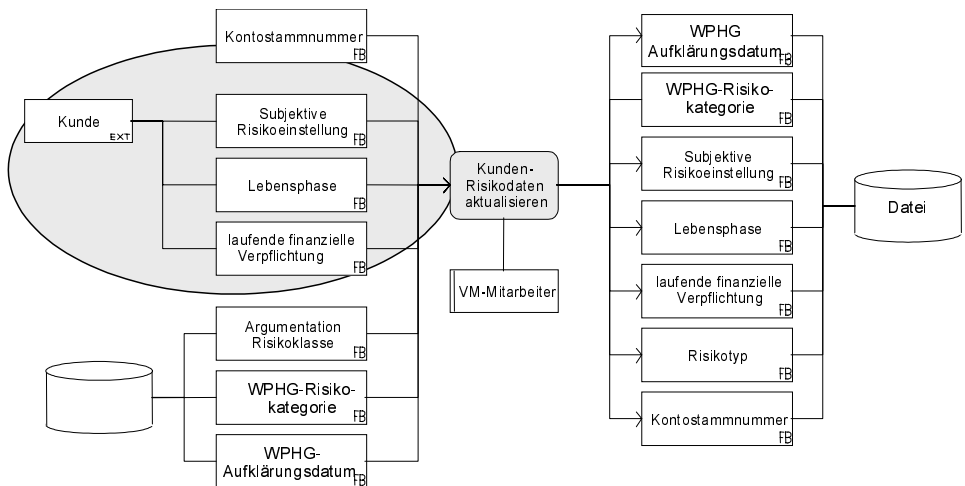 Kontostammnummer
FB
Kunde
EXT
Subjektive
Risikoeinstellung
FB
Lebensphase
FB
laufende finanzielle
Verpflichtung
FB
Argumentation
Risikoklasse
FB
WPHG-Risiko-
kategorie
FB
WPHG-
Aufklärungsdatum
FB
Kunden-
Risikodaten
aktualisieren
VM-Mitarbeiter
WPHG
Aufklärungsdatum
FB
WPHG-Risiko-
kategorie
FB
Subjektive
Risikoeinstellung
FB
Lebensphase
FB
laufende finanzielle
Verpflichtung
FB
Risikotyp
FB
Kontostammnummer
FB
Datei